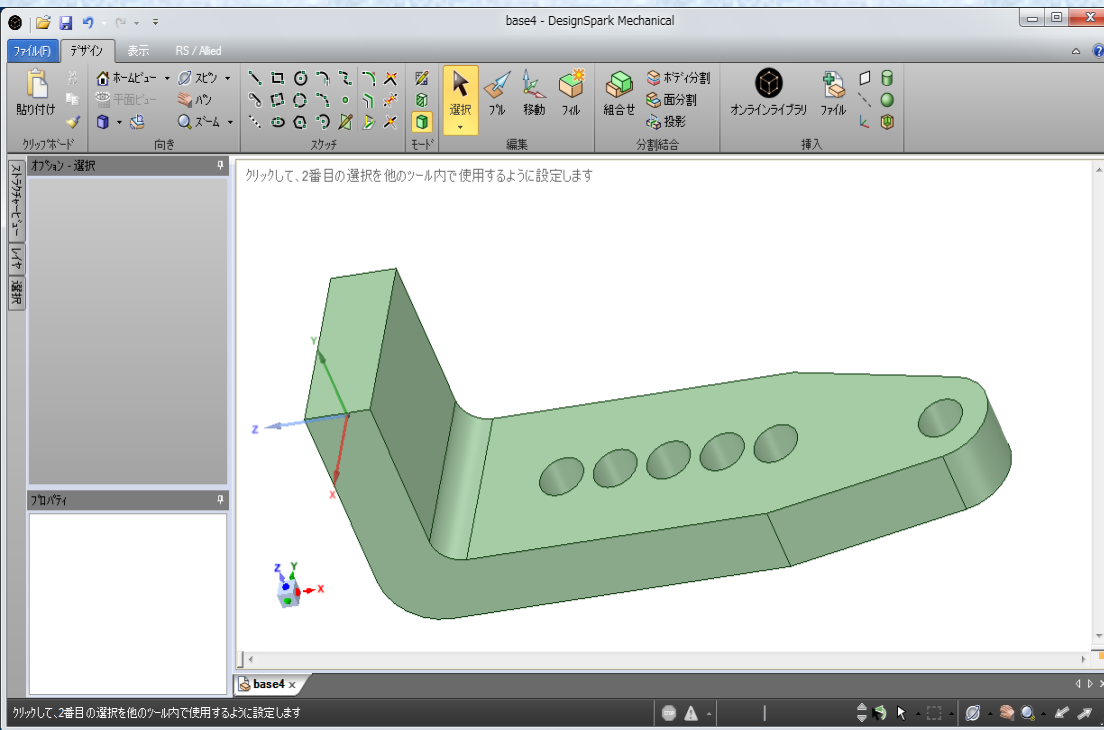 base4 - DesignSpark Mechanical
ファイル(F) デザイン 表示 RS / Allied
貼り付け
ホームビュー
平面ビュー
スピン
パン
ズーム
選択
プル
移動
フィル
組合せ
ボディ分割
面分割
投影
オンラインライブラリ
ファイル
クリップボード 向き スケッチ モード 編集 分割結合 挿入
ストラクチャービュー
レイヤ
選択
オプション - 選択
クリックして、2番目の選択を他のツール内で使用するように設定します
Y
Z
X
プロパティ
Z Y
X
base4
クリックして、2番目の選択を他のツール内で使用するように設定します